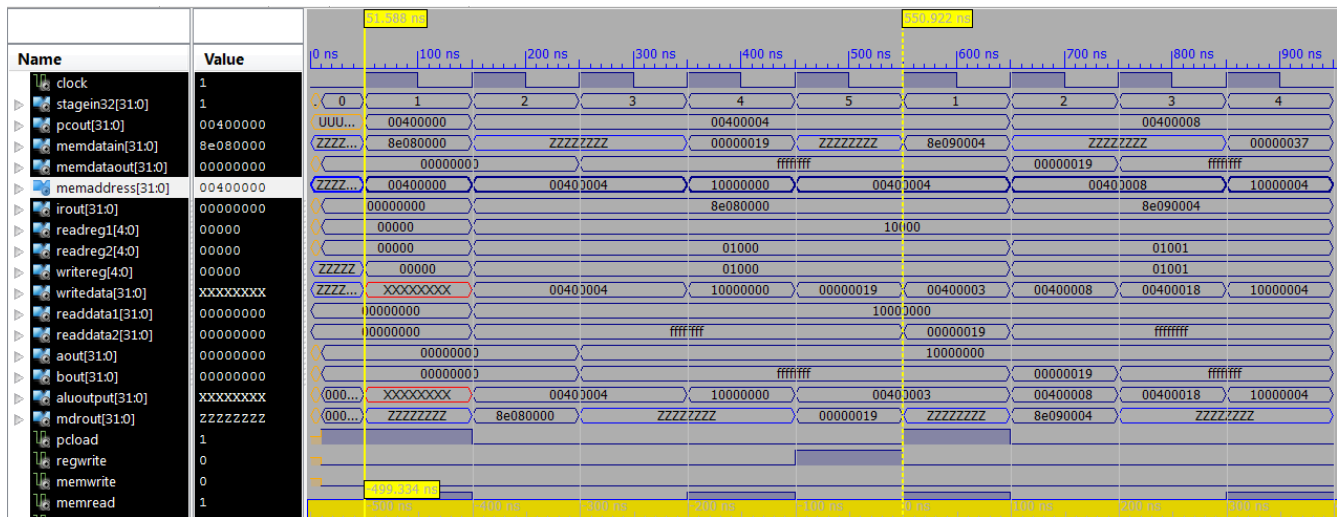 51.588 ns 550.922 ns
Name Value 0 ns 100 ns 200 ns 300 ns 400 ns 500 ns 600 ns 700 ns 800 ns 900 ns
clock 1
stagein32[31:0] 1 0 1 2 3 4 5 1 2 3 4
pcout[31:0] 00400000 UUU... 00400000 00400004 00400008
memdatain[31:0] 8e080000 ZZZZ... 8e080000 ZZZZZZZZ 00000019 ZZZZZZZZ 8e090004 ZZZZZZZZ 00000037
memdataout[31:0] 00000000 00000000 ffffffff 00000019 ffffffff
memaddress[31:0] 00400000 ZZZZ... 00400000 00400004 10000000 00400004 00400008 10000004
irout[31:0] 00000000 00000000 8e080000 8e090004
readreg1[4:0] 00000 00000 10000
readreg2[4:0] 00000 00000 01000 01001
writereg[4:0] 00000 ZZZZZ 00000 01000 01001
writedata[31:0] XXXXXXXX ZZZZ... XXXXXXXX 00400004 10000000 00000019 00400003 00400008 00400018 10000004
readdata1[31:0] 00000000 00000000 10000000
readdata2[31:0] 00000000 00000000 ffffffff 00000019 ffffffff
aout[31:0] 00000000 00000000 10000000
bout[31:0] 00000000 00000000 ffffffff 00000019 ffffffff
aluoutput[31:0] XXXXXXXX 000... XXXXXXXX 00400004 10000000 00400003 00400008 00400018 10000004
mdrout[31:0] ZZZZZZZZ 000... ZZZZZZZZ 8e080000 ZZZZZZZZ 00000019 ZZZZZZZZ 8e090004 ZZZZZZZZ
pcload 1
regwrite 0
memwrite 0 -499.334 ns
memread 1 -500 ns -400 ns -300 ns -200 ns -100 ns 0 ns 100 ns 200 ns 300 ns